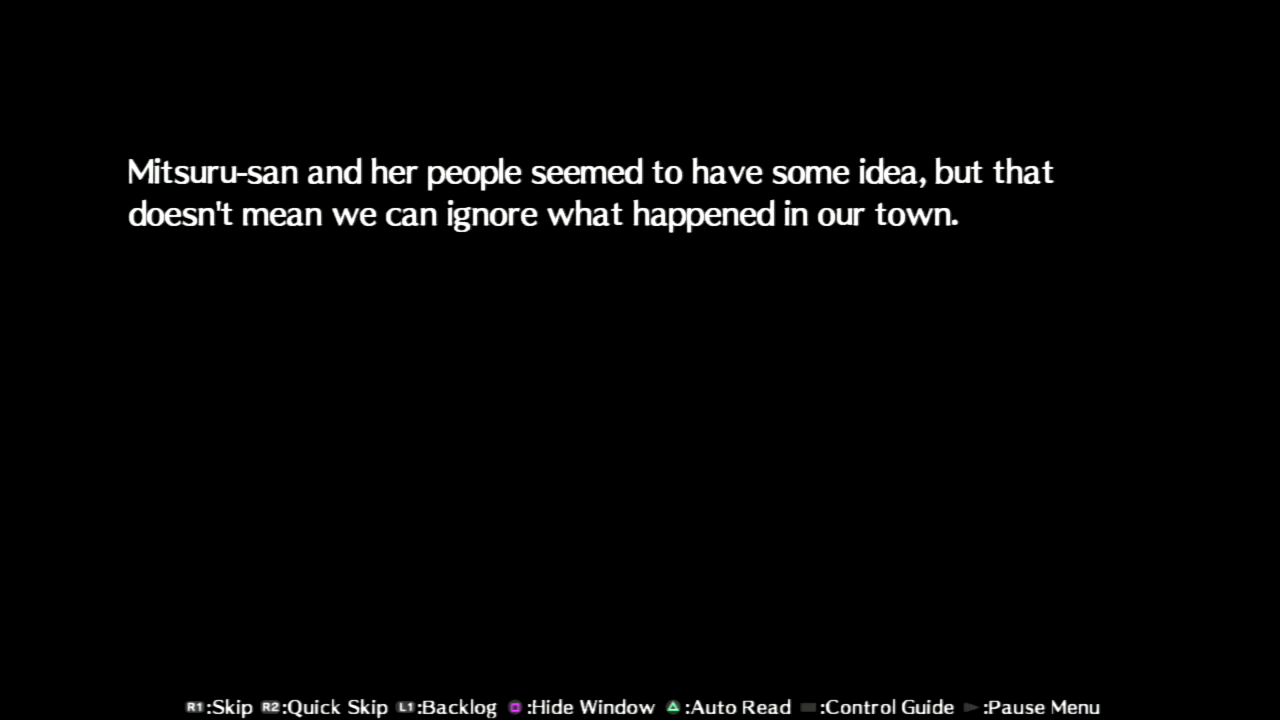 Mitsuru-san and her people seemed to have some idea, but that
doesn't mean we can ignore what happened in our town.
R1:Skip R2:Quick Skip L1:Backlog :Hide Window :Auto Read :Control Guide :Pause Menu